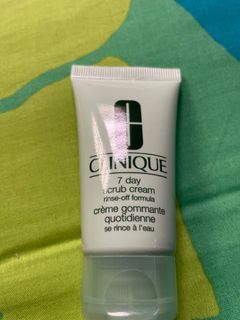 CLINIQUE
7 day
scrub cream
rinse-off formula
crème gommante
quotidienne
se rince à l'eau